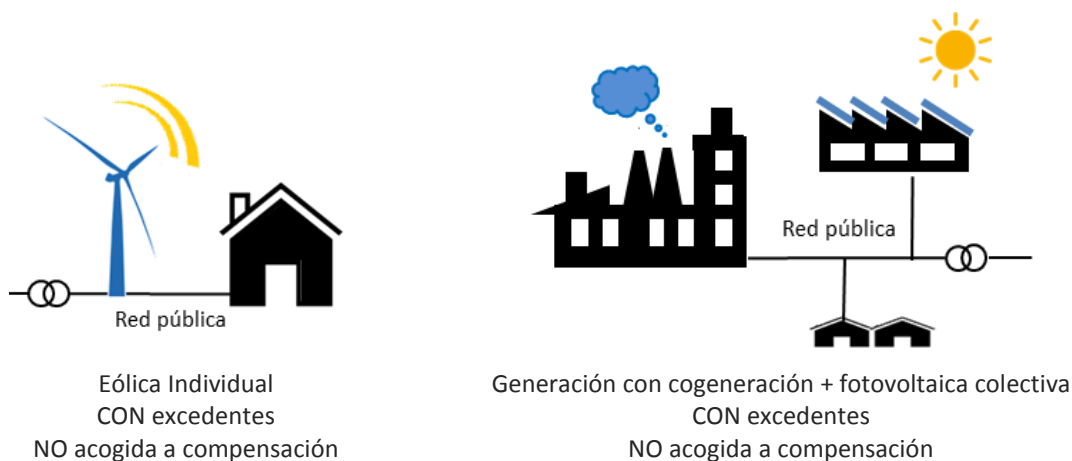 Red pública
Eólica Individual
CON excedentes
NO acogida a compensación
Red pública
Generación con cogeneración + fotovoltaica colectiva
CON excedentes
NO acogida a compensación